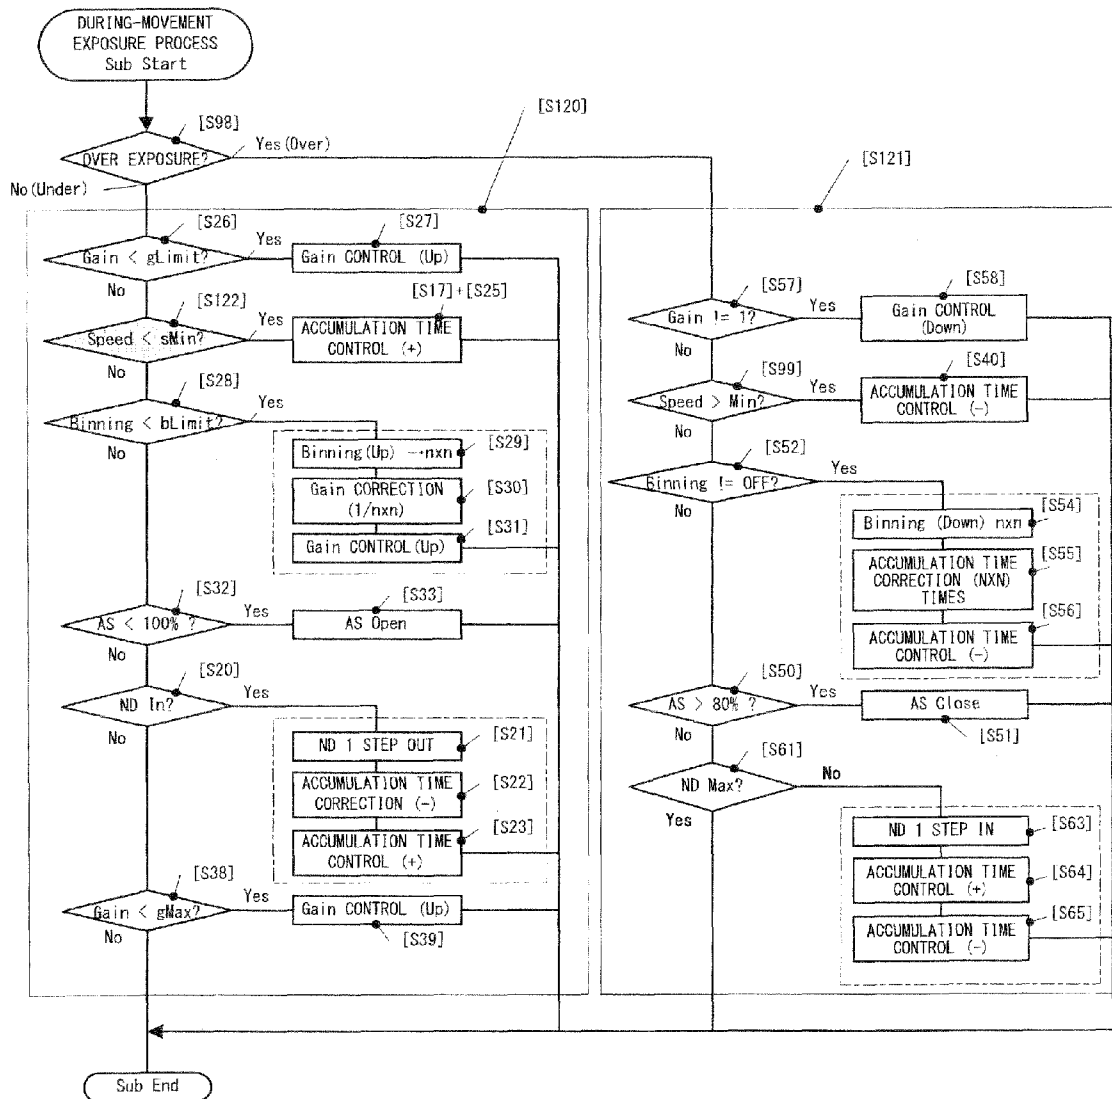 DURING-MOVEMENT
EXPOSURE PROCESS
Sub Start
[S98]
OVER EXPOSURE?
Yes(Over)
No(Under)
[S120]
[S121]
[S26]
Gain < gLimit?
Yes
No
[S27]
Gain CONTROL (Up)
[S122]
Speed < sMin?
Yes
No
[S17]+[S25]
ACCUMULATION TIME
CONTROL (+)
[S28]
Binning < bLimit?
Yes
No
[S29]
Binning(Up) →nxn
[S30]
Gain CORRECTION
(1/nxn)
[S31]
Gain CONTROL(Up)
[S32]
AS < 100% ?
Yes
No
[S33]
AS Open
[S20]
ND In?
Yes
No
[S21]
ND 1 STEP OUT
[S22]
ACCUMULATION TIME
CORRECTION (-)
[S23]
ACCUMULATION TIME
CONTROL (+)
[S38]
Gain < gMax?
Yes
No
Gain CONTROL (Up)
[S39]
[S57]
Gain != 1?
Yes
No
[S58]
Gain CONTROL
(Down)
[S99]
Speed > Min?
Yes
No
[S40]
ACCUMULATION TIME
CONTROL (-)
[S52]
Binning != OFF?
Yes
No
[S54]
Binning (Down) nxn
[S55]
ACCUMULATION TIME
CORRECTION (NXN)
TIMES
[S56]
ACCUMULATION TIME
CONTROL (-)
[S50]
AS > 80% ?
Yes
No
AS Close
[S51]
[S61]
ND Max?
No
Yes
[S63]
ND 1 STEP IN
[S64]
ACCUMULATION TIME
CONTROL (+)
[S65]
ACCUMULATION TIME
CONTROL (-)
Sub End